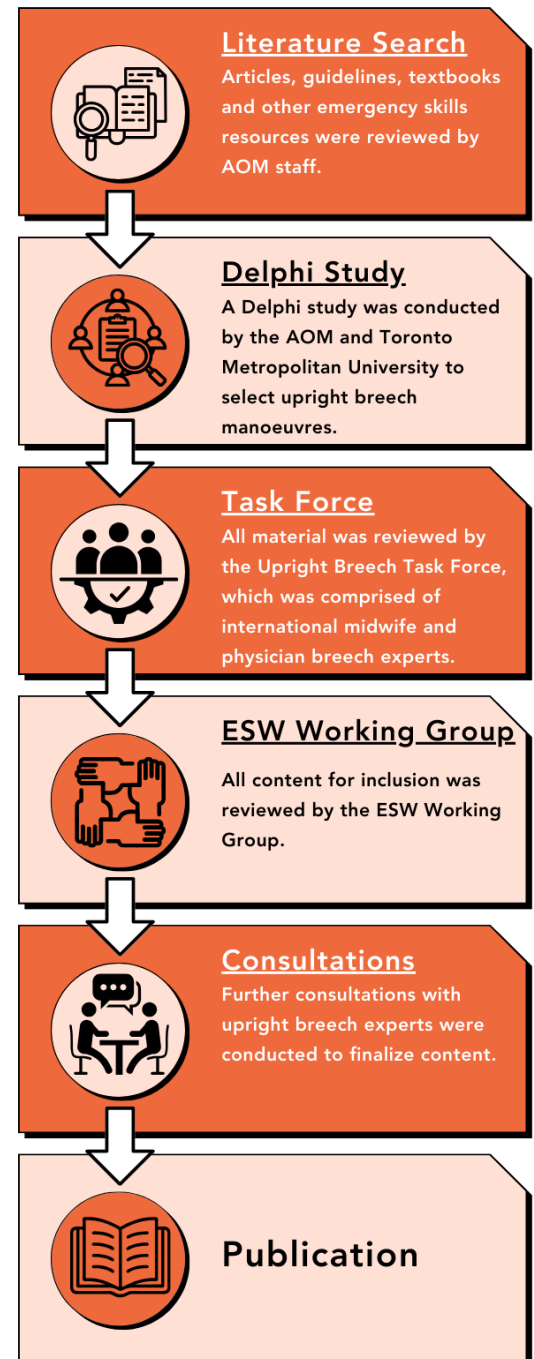 Literature Search
Articles, guidelines, textbooks
and other emergency skills
resources were reviewed by
AOM staff.
Delphi Study
A Delphi study was conducted
by the AOM and Toronto
Metropolitan University to
select upright breech
manoeuvres.
Task Force
All material was reviewed by
the Upright Breech Task Force,
which was comprised of
international midwife and
physician breech experts.
ESW Working Group
All content for inclusion was
reviewed by the ESW Working
Group.
Consultations
Further consultations with
upright breech experts were
conducted to finalize content.
Publication